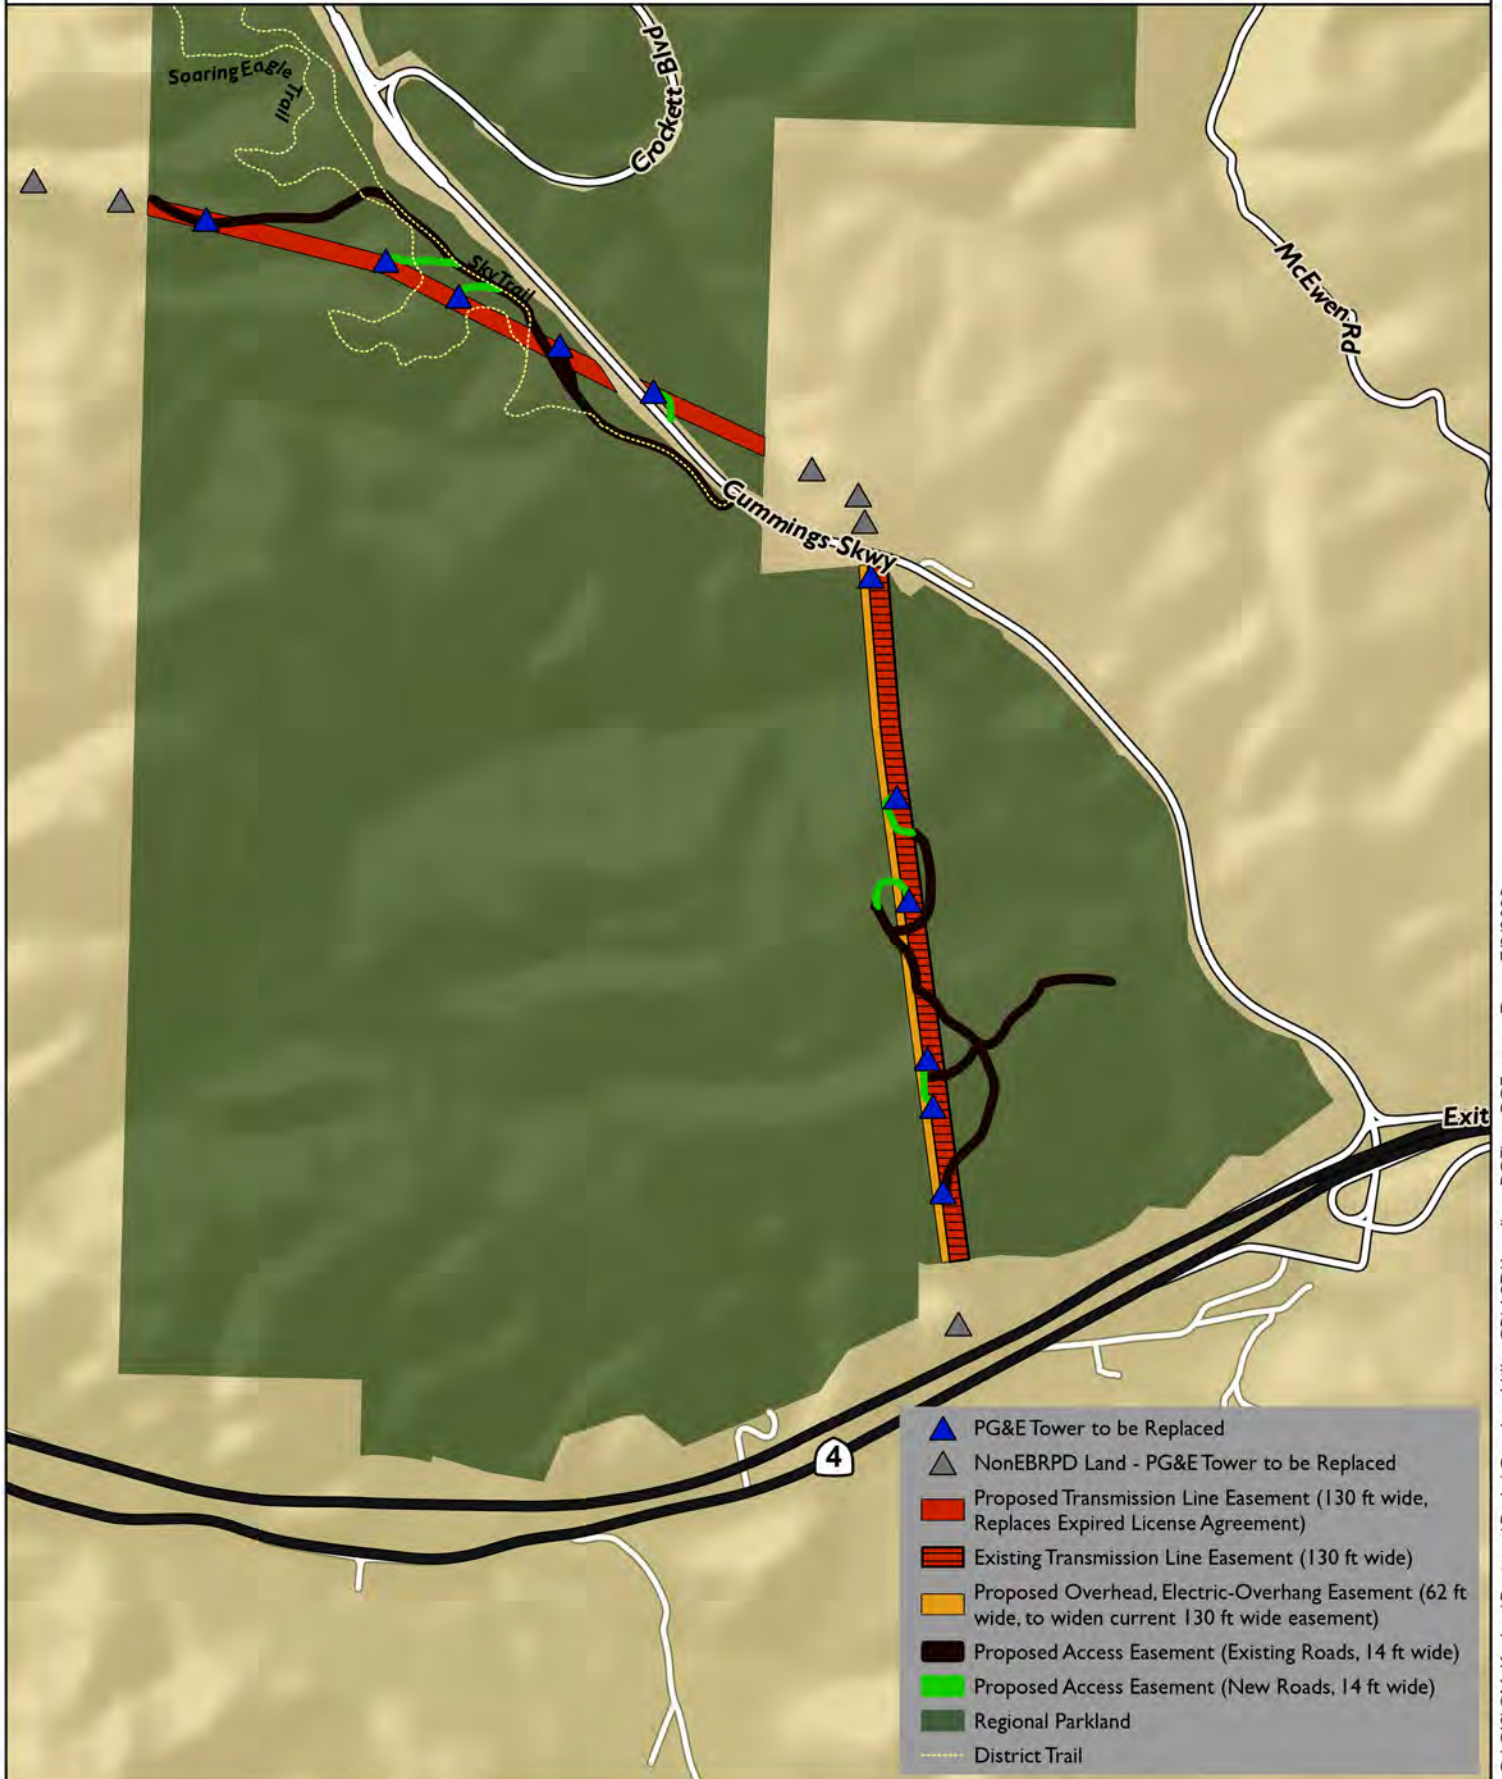 Crockett-Blvd
Soaring Eagle
Trail
McEwen Rd
Sky Trail
Cummings-Skwy
Exit
4
PG&E Tower to be Replaced
NonEBRPD Land - PG&E Tower to be Replaced
Proposed Transmission Line Easement (130 ft wide,
Replaces Expired License Agreement)
Existing Transmission Line Easement (130 ft wide)
Proposed Overhead, Electric-Overhang Easement (62 ft
wide, to widen current 130 ft wide easement)
Proposed Access Easement (Existing Roads, 14 ft wide)
Proposed Access Easement (New Roads, 14 ft wide)
Regional Parkland
District Trail